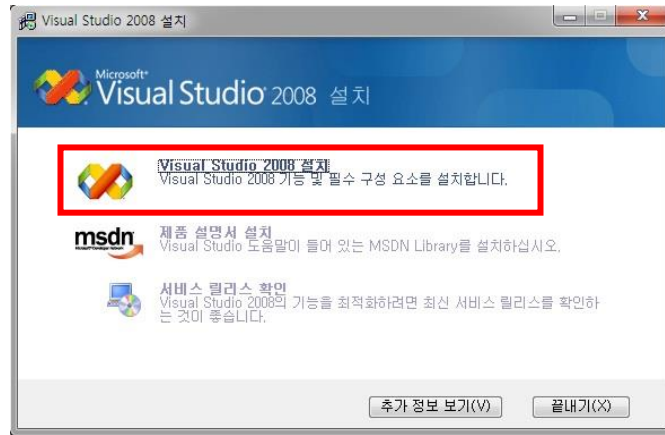 Visual Studio 2008 설치
Microsoft
Visual Studio 2008 설치
Visual Studio 2008 설치
Visual Studio 2008 기능 및 필수 구성 요소를 설치합니다.
msdn
제품 설명서 설치
Visual Studio 도움말이 들어 있는 MSDN Library를 설치하십시오.
서비스 릴리스 확인
Visual Studio 2008의 기능을 최적화하려면 최신 서비스 릴리스를 확인하
는 것이 좋습니다.
추가 정보 보기(V)
끝내기(X)